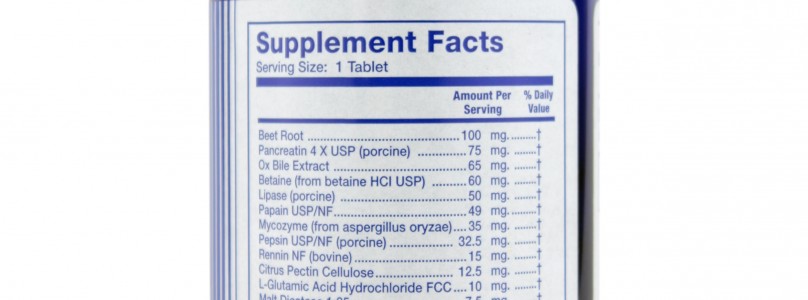 Supplement Facts
Serving Size: 1 Tablet
Amount Per Serving % Daily Value
Beet Root 100 mg. †
Pancreatin 4 X USP (porcine) 75 mg. †
Ox Bile Extract 65 mg. †
Betaine (from betaine HCl USP) 60 mg. †
Lipase (porcine) 50 mg. †
Papain USP/NF 49 mg. †
Mycozyme (from aspergillus oryzae) 35 mg. †
Pepsin USP/NF (porcine) 32.5 mg. †
Rennin NF (bovine) 15 mg. †
Citrus Pectin Cellulose 12.5 mg. †
L-Glutamic Acid Hydrochloride FCC 10 mg. †